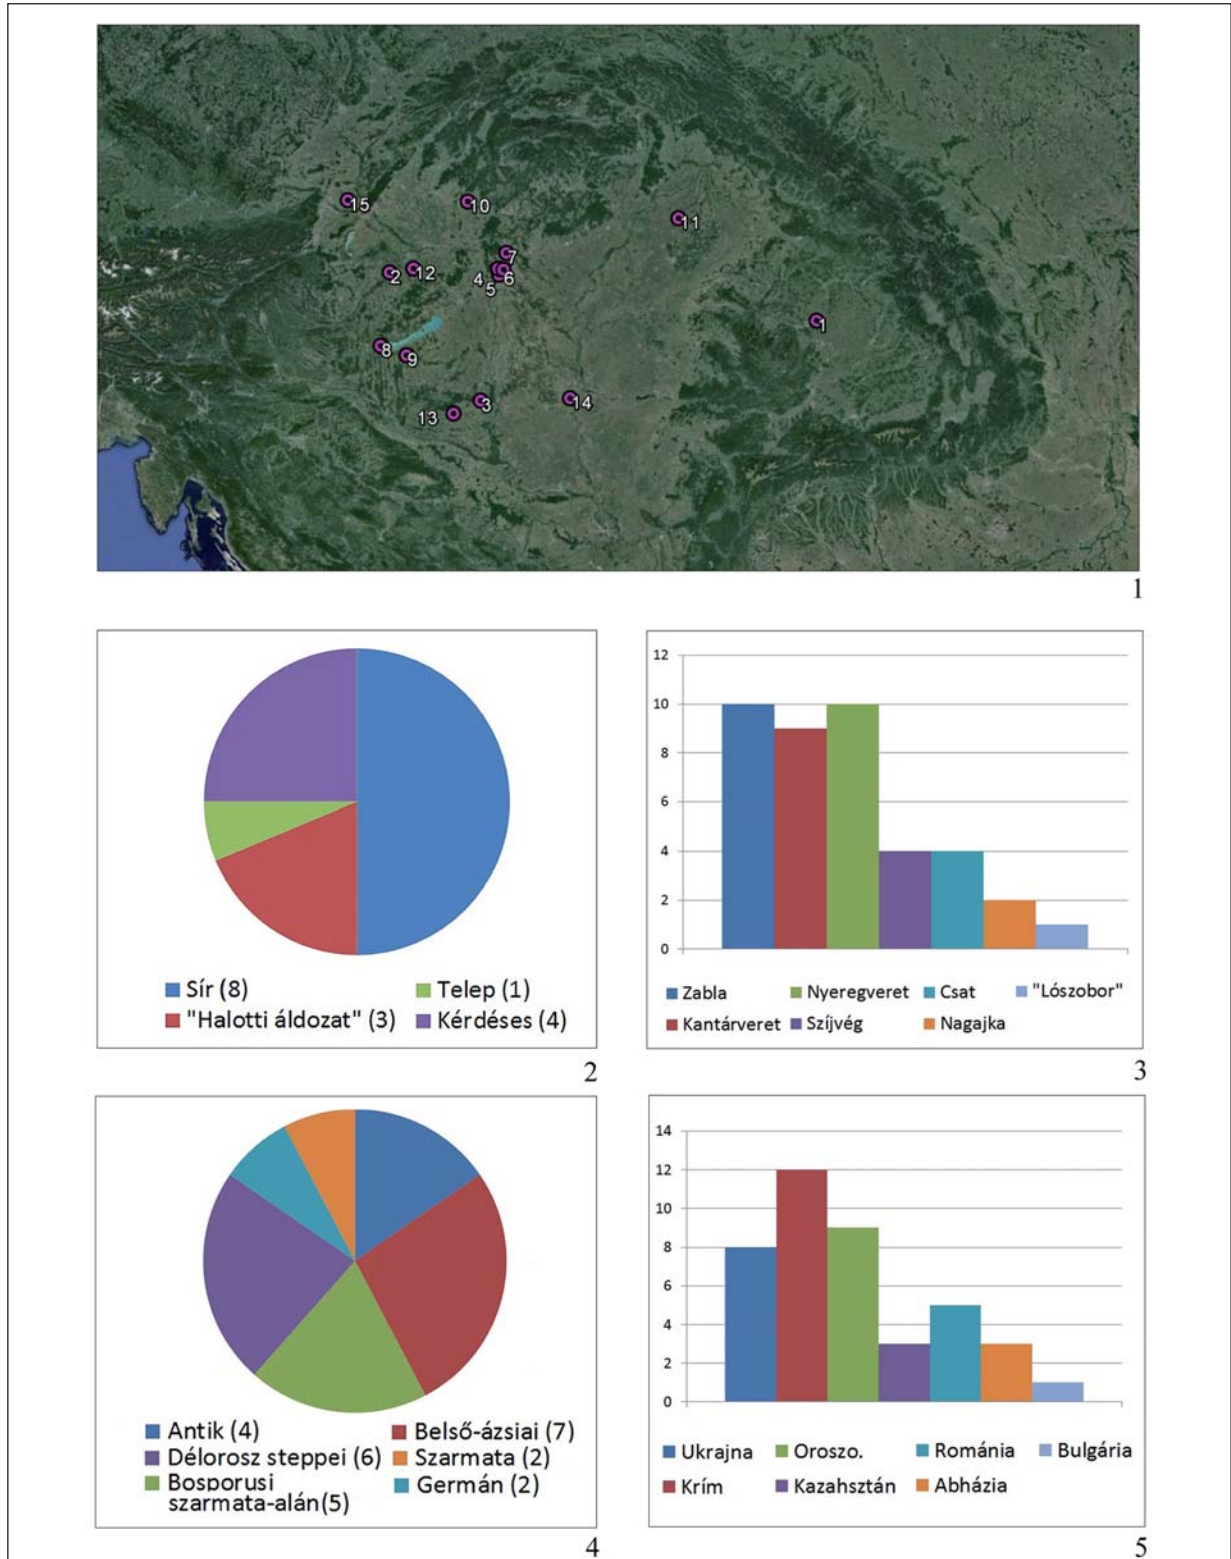 15
10
11
7
2
12
4
6
5
1
8
9
3
14
13
1
Sír (8)
Telep (1)
"Halotti áldozat" (3)
Kérdéses (4)
2
12
10
8
6
4
2
0
Zabla
Nyeregveret
Csat
"Lószobor"
Kantárveret
Szíjvég
Nagajka
3
Antik (4)
Belső-ázsiai (7)
Délorosz steppei (6)
Szarmata (2)
Bosporusi
szarmata-alán(5)
Germán (2)
4
14
12
10
8
6
4
2
0
Ukrajna
Oroszo.
Románia
Bulgária
Krím
Kazahsztán
Abházia
5